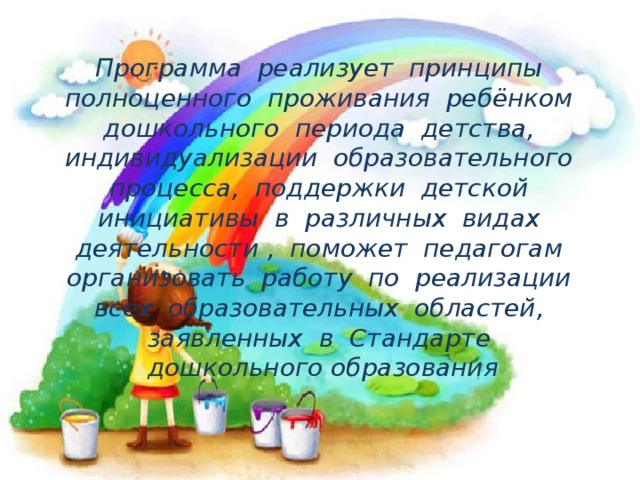 Программа реализует принципы
полноценного проживания ребёнком
дошкольного периода детства,
индивидуализации образовательного
процесса, поддержки детской
инициативы в различных видах
деятельности , поможет педагогам
организовать работу по реализации
всех образовательных областей,
заявленных в Стандарте
дошкольного образования